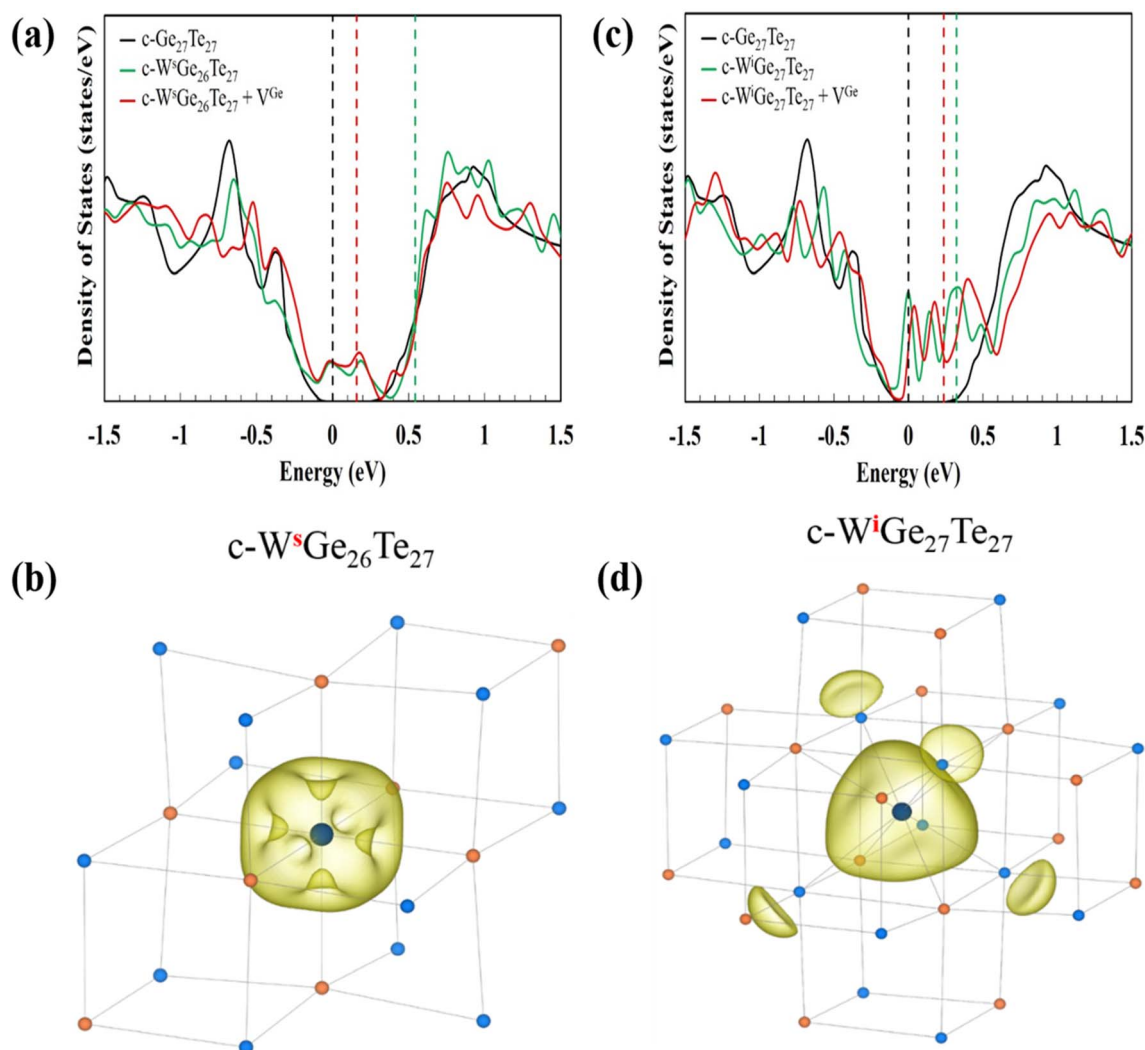 (a)
Density of States (states/eV)
c-Ge₂₇Te₂₇
c-WˢGe₂₆Te₂₇
c-WˢGe₂₆Te₂₇ + Vᴳᵉ
-1.5 -1 -0.5 0 0.5 1 1.5
Energy (eV)
(c)
Density of States (states/eV)
c-Ge₂₇Te₂₇
c-WⁱGe₂₇Te₂₇
c-WⁱGe₂₇Te₂₇ + Vᴳᵉ
-1.5 -1 -0.5 0 0.5 1 1.5
Energy (eV)
c-WˢGe₂₆Te₂₇
(b)
c-WⁱGe₂₇Te₂₇
(d)